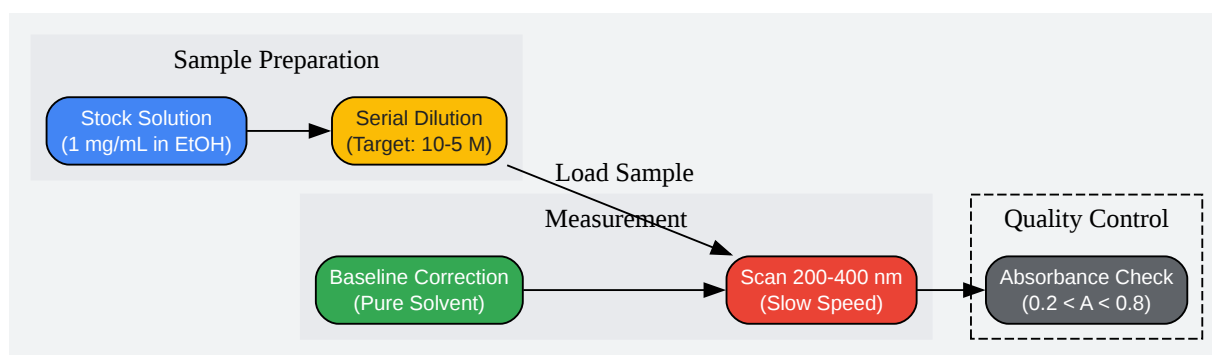 Sample Preparation
Stock Solution
(1 mg/mL in EtOH)
Serial Dilution
(Target: 10-5 M)
Load Sample
Measurement
Baseline Correction
(Pure Solvent)
Scan 200-400 nm
(Slow Speed)
Quality Control
Absorbance Check
(0.2 < A < 0.8)